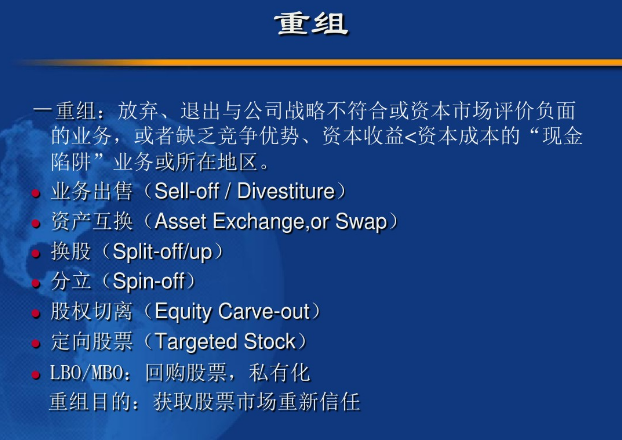 重组
一重组：放弃、退出与公司战略不符合或资本市场评价负面
的业务，或者缺乏竞争优势、资本收益<资本成本的“现金
陷阱”业务或所在地区。
业务出售（Sell-off / Divestiture）
资产互换（Asset Exchange,or Swap）
换股（Split-off/up）
分立（Spin-off）
股权切离（Equity Carve-out）
定向股票（Targeted Stock）
LBO/MBO：回购股票，私有化
重组目的：获取股票市场重新信任